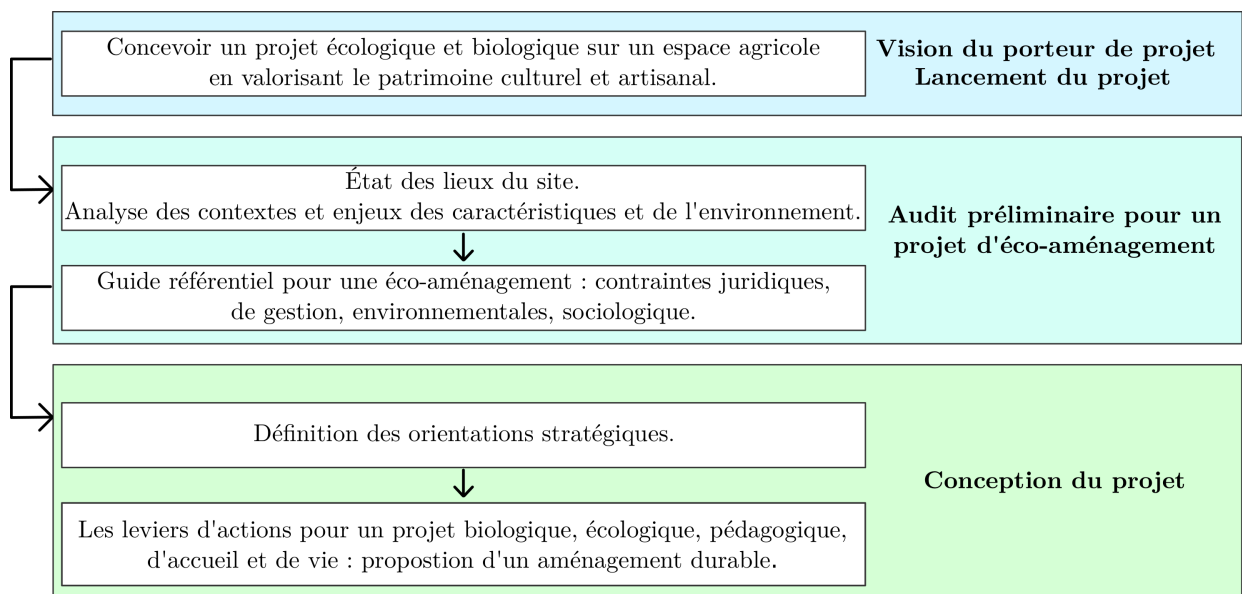 Concevoir un projet écologique et biologique sur un espace agricole
en valorisant le patrimoine culturel et artisanal.
Vision du porteur de projet
Lancement du projet
État des lieux du site.
Analyse des contextes et enjeux des caractéristiques et de l'environnement.
Audit préliminaire pour un
projet d'éco-aménagement
Guide référentiel pour une éco-aménagement : contraintes juridiques,
de gestion, environnementales, sociologique.
Définition des orientations stratégiques.
Conception du projet
Les leviers d'actions pour un projet biologique, écologique, pédagogique,
d'accueil et de vie : propostion d'un aménagement durable.